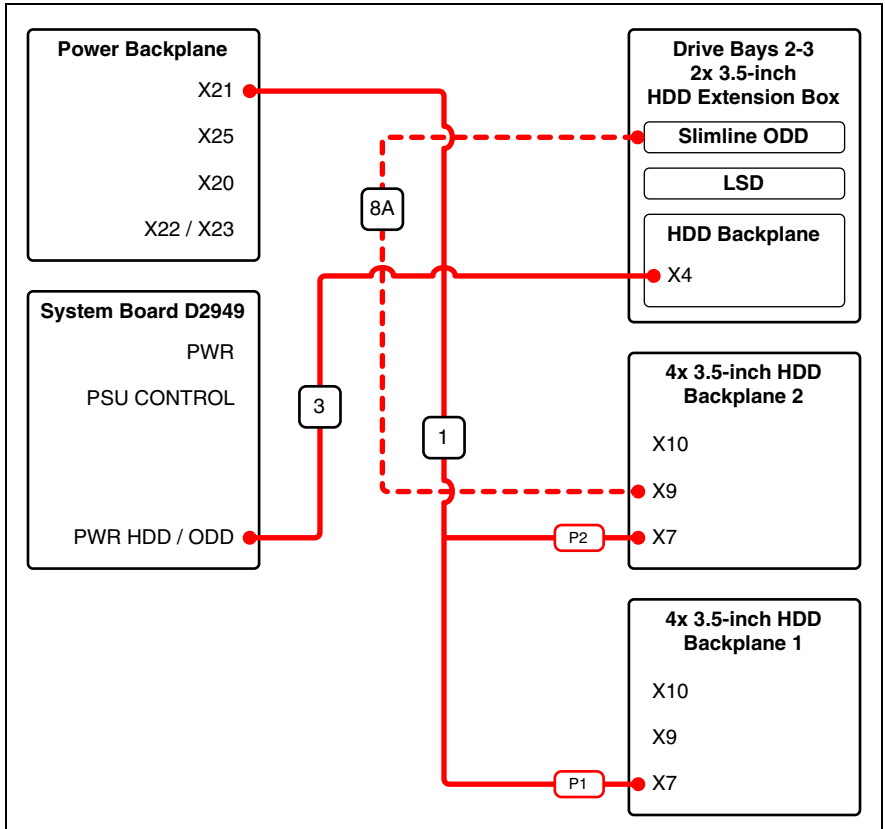 Power Backplane
X21
X25
X20
X22 / X23
System Board D2949
PWR
PSU CONTROL
PWR HDD / ODD
8A
3
1
Drive Bays 2-3
2x 3.5-inch
HDD Extension Box
Slimline ODD
LSD
HDD Backplane
X4
4x 3.5-inch HDD
Backplane 2
X10
X9
P2
X7
4x 3.5-inch HDD
Backplane 1
X10
X9
P1
X7